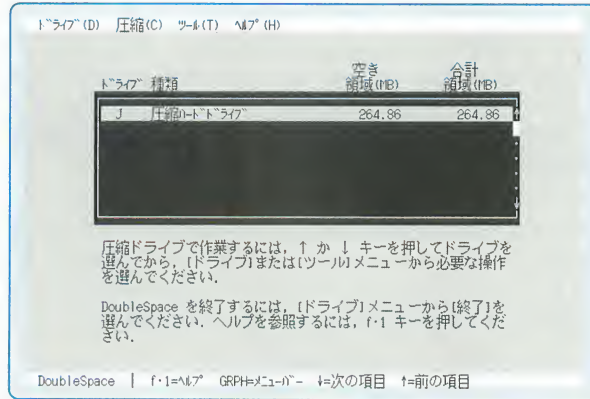 ﾄﾞﾗｲﾌﾞ(D) 圧縮(C) ﾂｰﾙ(T) ﾍﾙﾌﾟ(H)
空き 合計
ﾄﾞﾗｲﾌﾞ 種類 領域(MB) 領域(MB)
J 圧縮ﾊｰﾄﾞﾄﾞﾗｲﾌﾞ 264.86 264.86 ↑
↓
圧縮ドライブで作業するには，↑ か ↓ キーを押してドライブを
選んでから，[ドライブ]または[ツール]メニューから必要な操作
を選んでください．
DoubleSpace を終了するには，[ドライブ]メニューから[終了]を
選んでください．ヘルプを参照するには，f･1 キーを押してくだ
さい．
DoubleSpace | f･1=ﾍﾙﾌﾟ GRPH=ﾒﾆｭｰﾊﾞｰ ↓=次の項目 ↑=前の項目